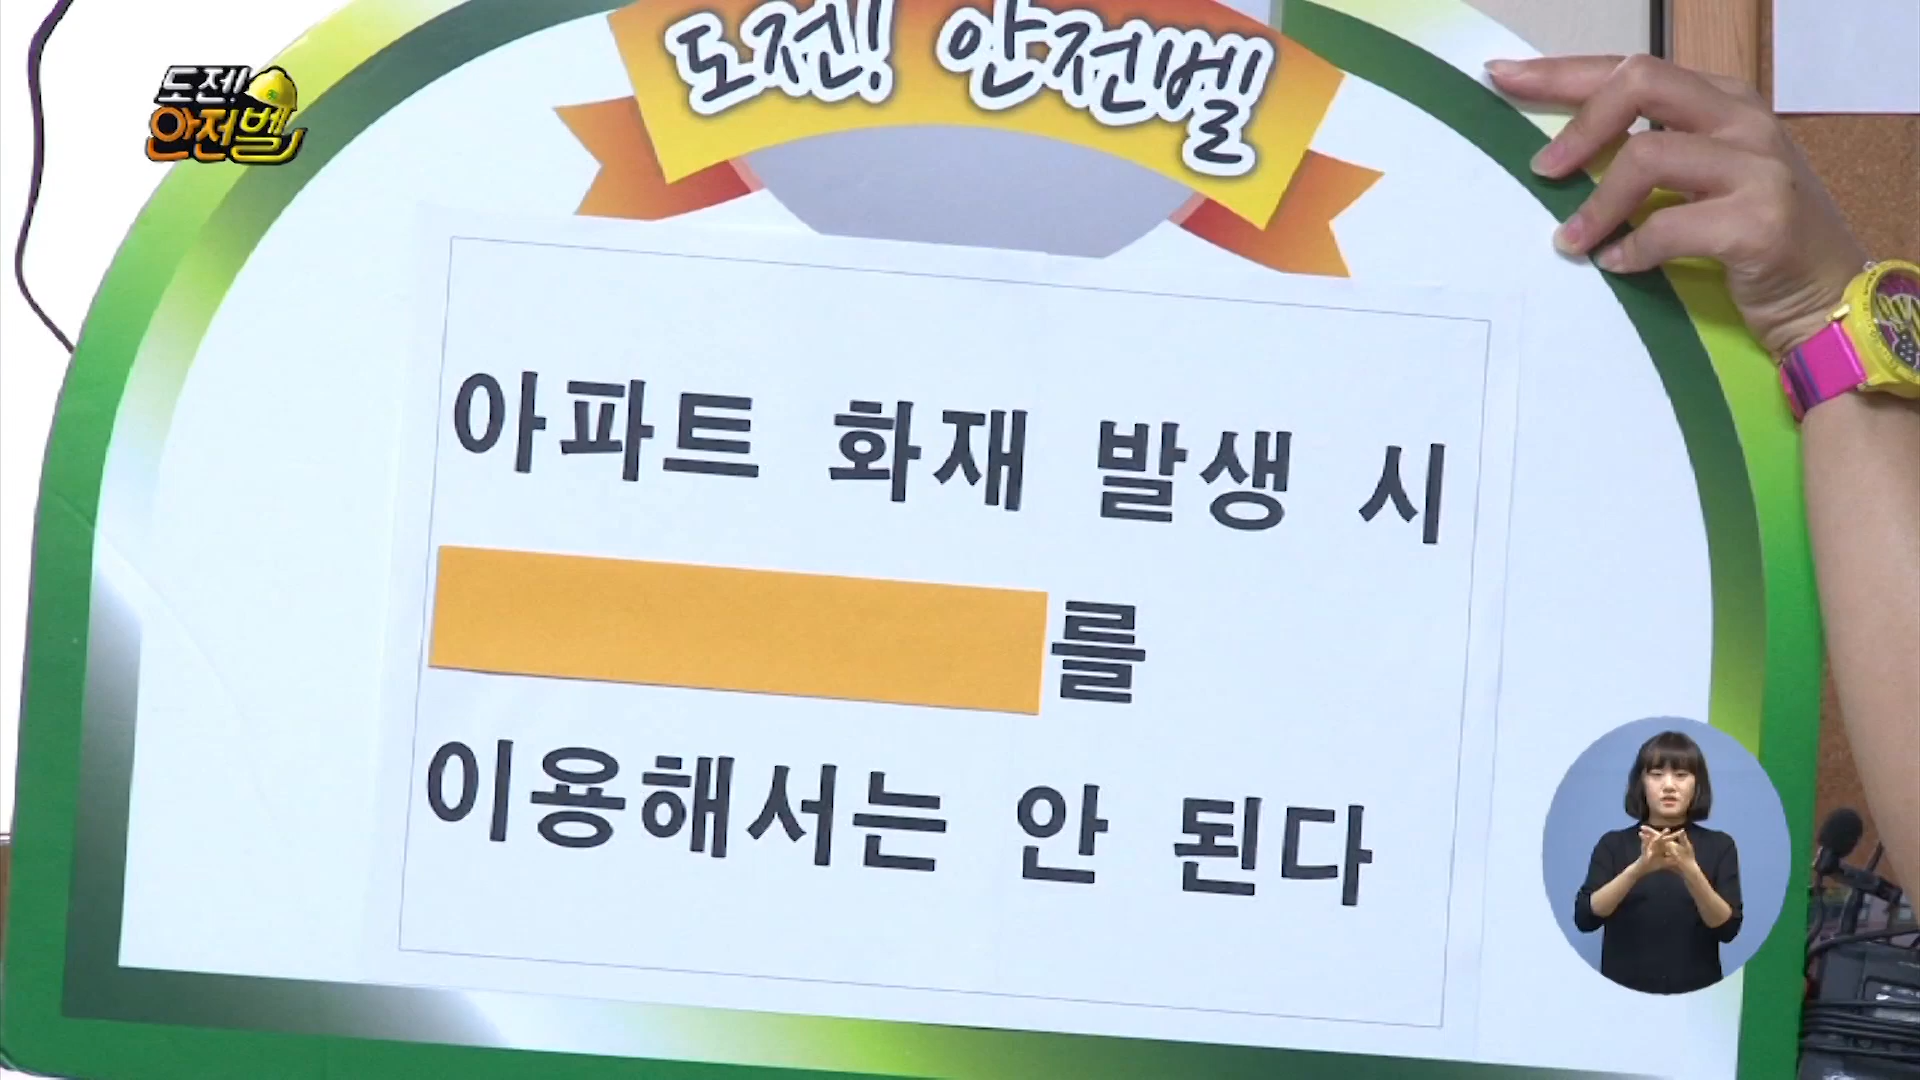 도전!
안전벨
도전! 안전벨
아파트 화재 발생 시
를
이용해서는 안 된다